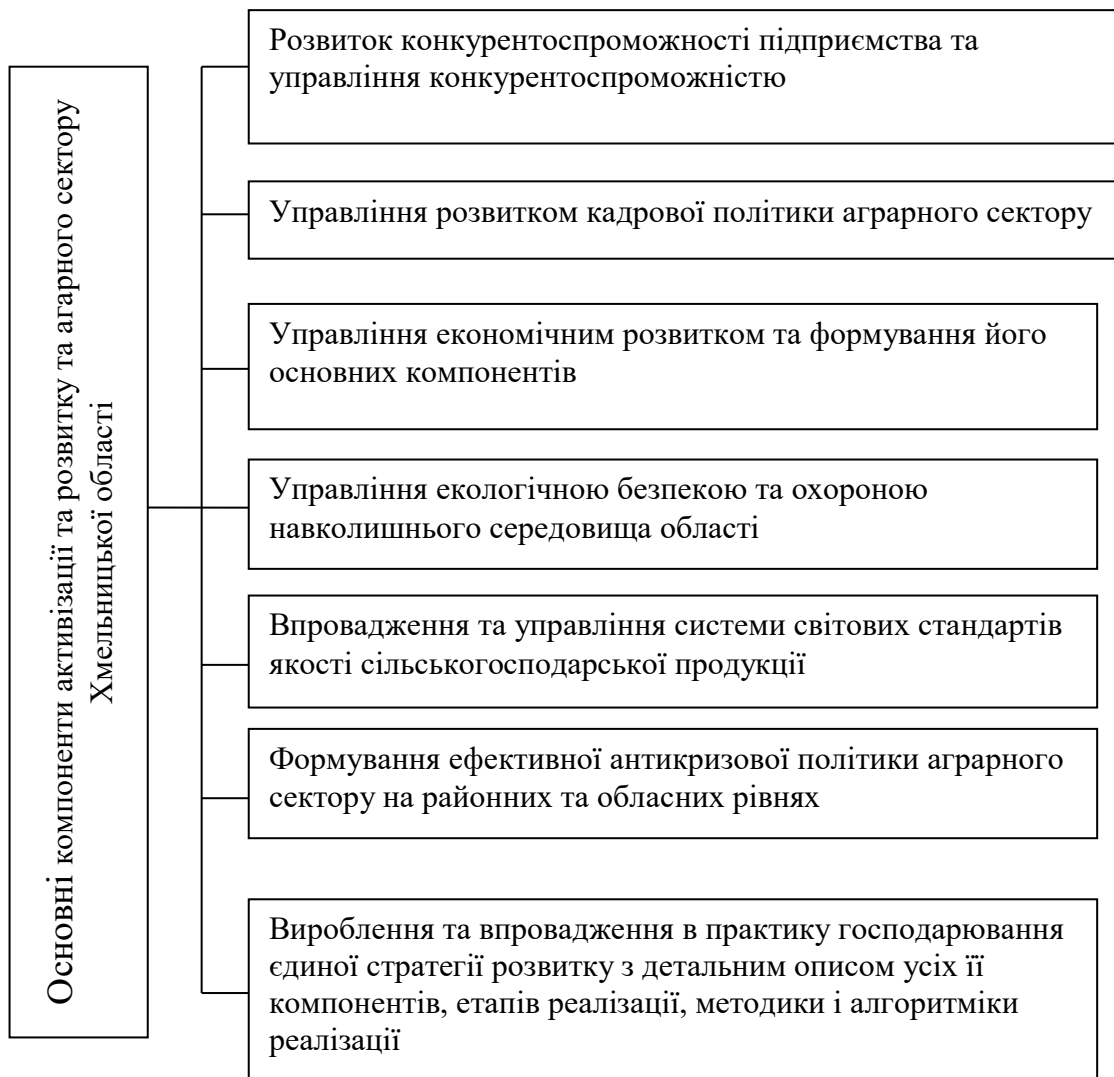 Основні компоненти активізації та розвитку та агарного сектору
Хмельницької області
Розвиток конкурентоспроможності підприємства та
управління конкурентоспроможністю
Управління розвитком кадрової політики аграрного сектору
Управління економічним розвитком та формування його
основних компонентів
Управління екологічною безпекою та охороною
навколишнього середовища області
Впровадження та управління системи світових стандартів
якості сільськогосподарської продукції
Формування ефективної антикризової політики аграрного
сектору на районних та обласних рівнях
Вироблення та впровадження в практику господарювання
єдиної стратегії розвитку з детальним описом усіх її
компонентів, етапів реалізації, методики і алгоритміки
реалізації